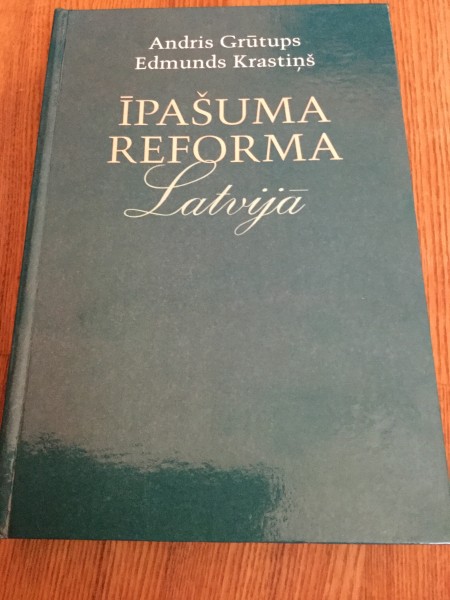 Andris Grūtups
Edmunds Krastiņš
ĪPAŠUMA
REFORMA
Latvijā